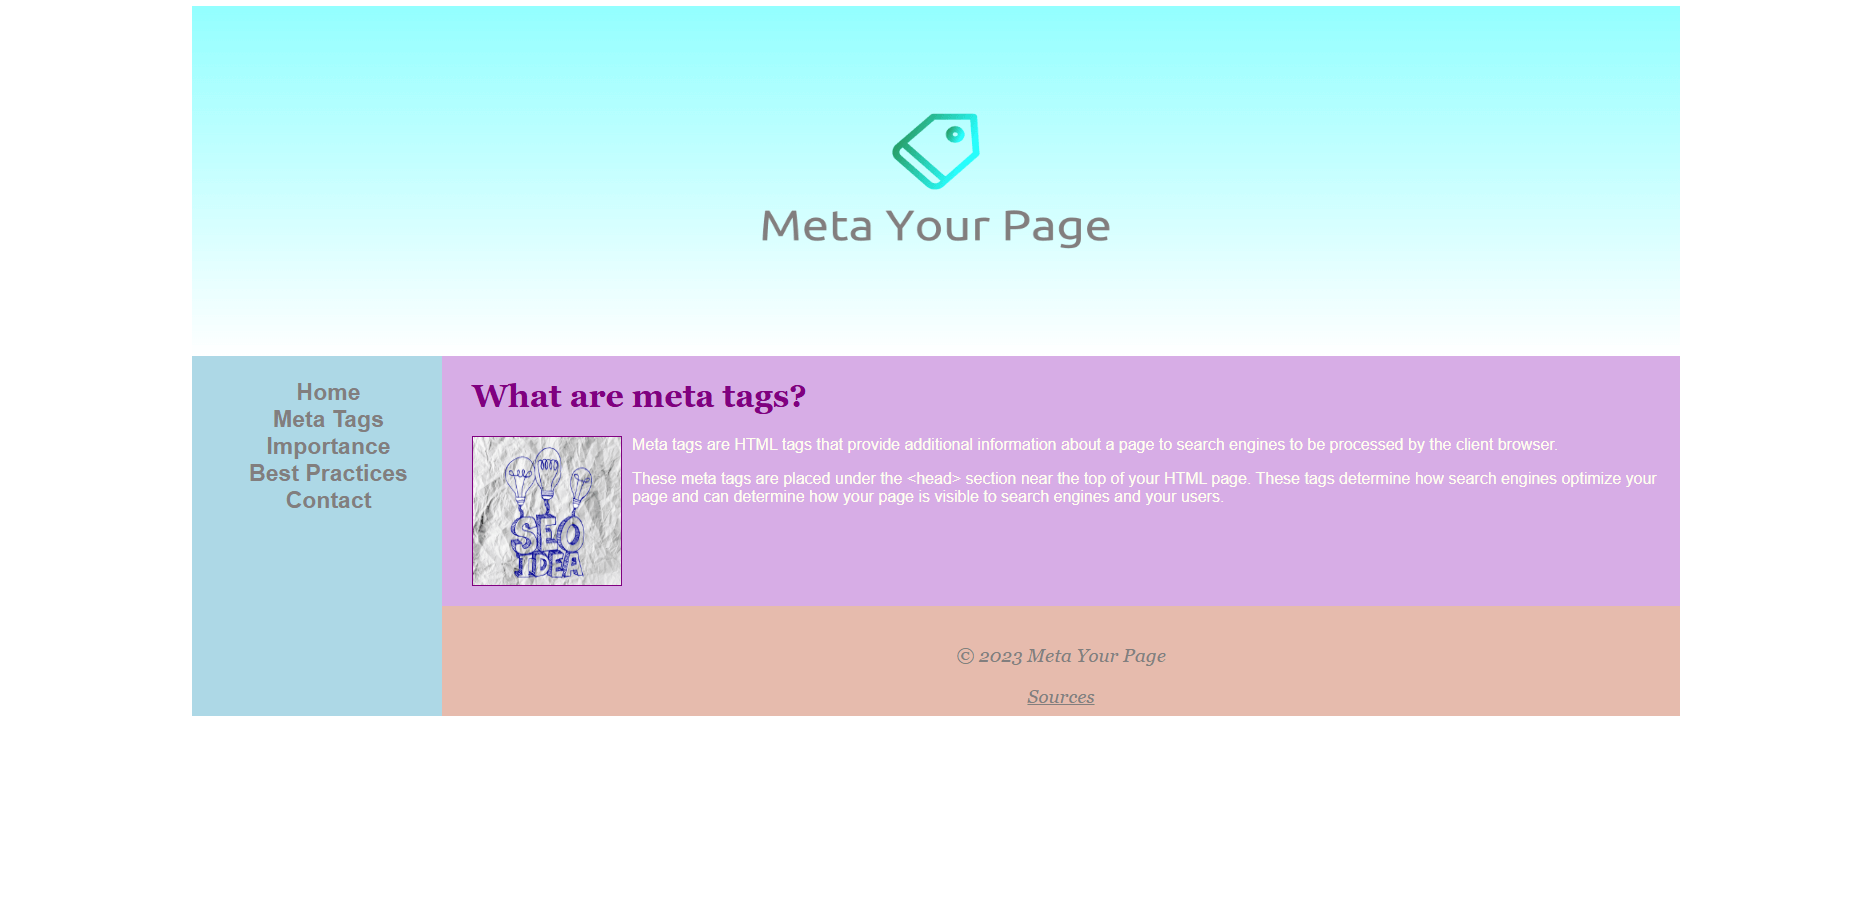 Meta Your Page
Home
Meta Tags
Importance
Best Practices
Contact
What are meta tags?
SEO
IDEA
Meta tags are HTML tags that provide additional information about a page to search engines to be processed by the client browser.
These meta tags are placed under the <head> section near the top of your HTML page. These tags determine how search engines optimize your
page and can determine how your page is visible to search engines and your users.
© 2023 Meta Your Page
Sources